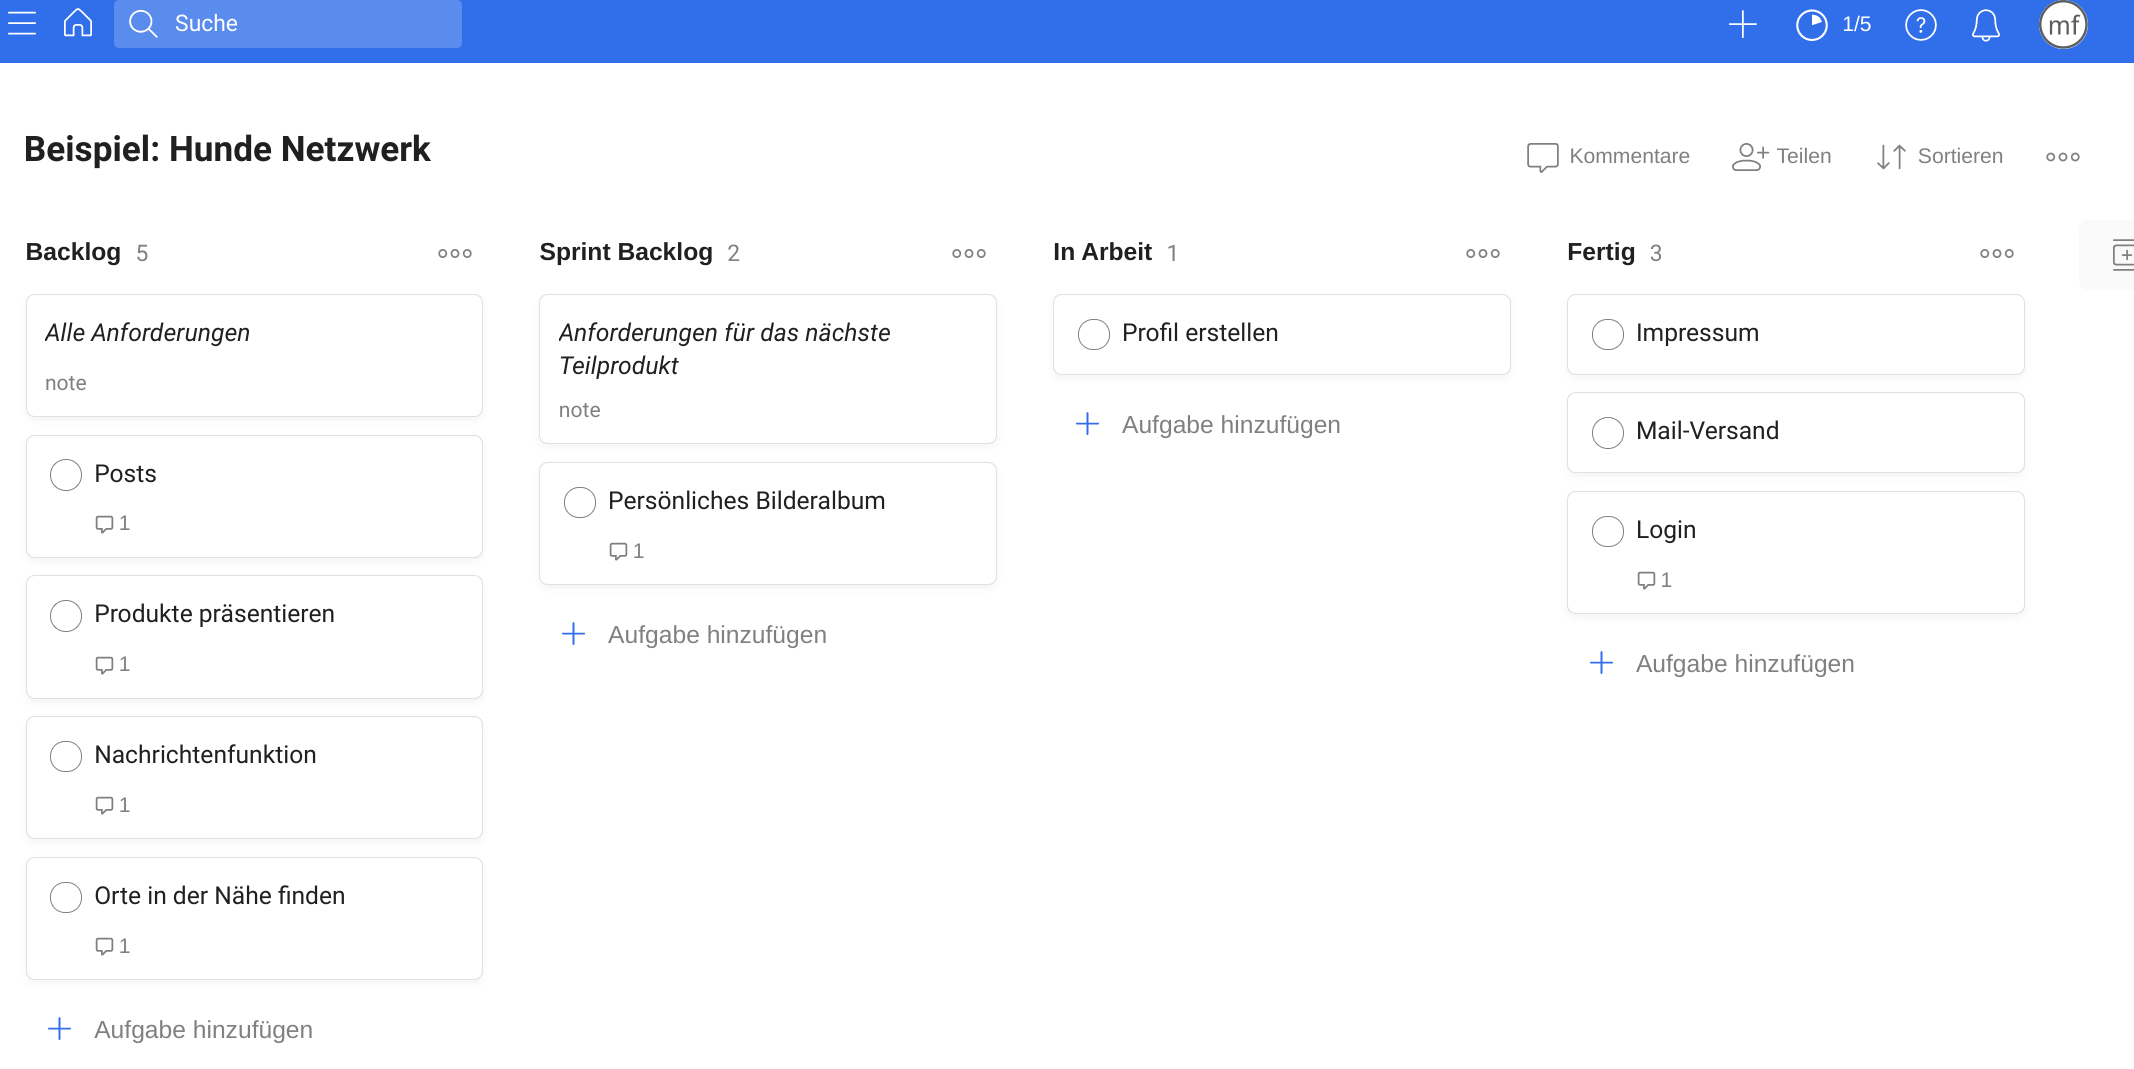 Suche
1/5
?
mf
Beispiel: Hunde Netzwerk
Kommentare
Teilen
Sortieren
Backlog 5
Alle Anforderungen
note
Posts
1
Produkte präsentieren
1
Nachrichtenfunktion
1
Orte in der Nähe finden
1
Aufgabe hinzufügen
Sprint Backlog 2
Anforderungen für das nächste
Teilprodukt
note
Persönliches Bilderalbum
1
Aufgabe hinzufügen
In Arbeit 1
Profil erstellen
Aufgabe hinzufügen
Fertig 3
Impressum
Mail-Versand
Login
1
Aufgabe hinzufügen